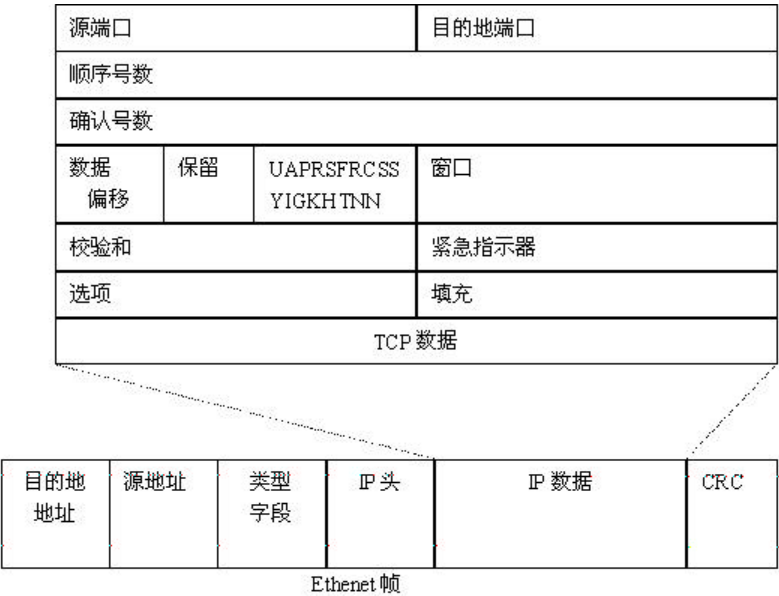 源端口 目的地端口
顺序号数
确认号数
数据 保留 UAPRSFRCSS 窗口
偏移 YIGKHTNN
校验和 紧急指示器
选项 填充
TCP 数据
目的地 源地址 类型 IP 头 IP 数据 CRC
地址 字段
Ethenet 帧